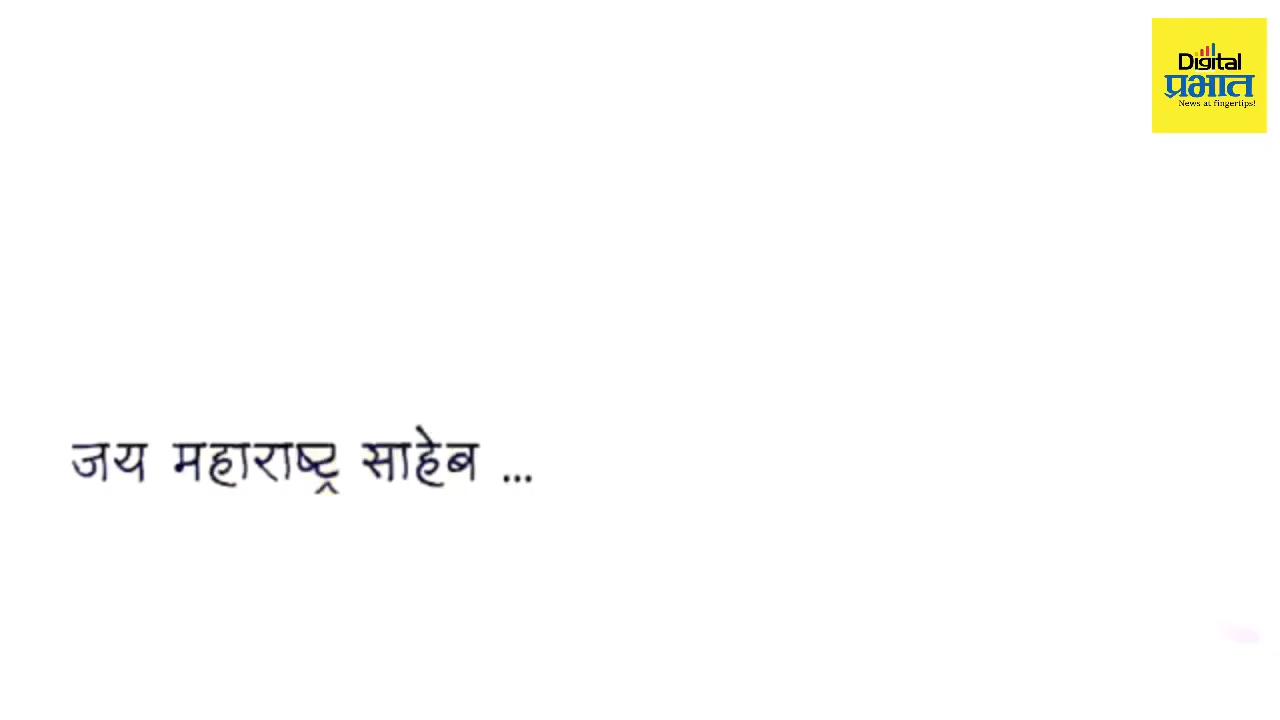 Digital
प्रभात
News at fingertips!
जय महाराष्ट्र साहेब ...